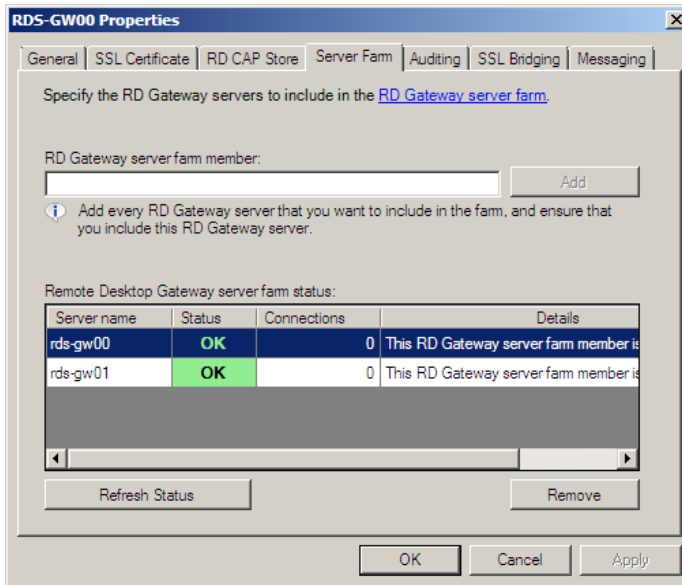 RDS-GW00 Properties
General SSL Certificate RD CAP Store Server Farm Auditing SSL Bridging Messaging
Specify the RD Gateway servers to include in the RD Gateway server farm.
RD Gateway server farm member:
Add
Add every RD Gateway server that you want to include in the farm, and ensure that
you include this RD Gateway server.
Remote Desktop Gateway server farm status:
Server name Status Connections Details
rds-gw00 OK 0 This RD Gateway server farm member is
rds-gw01 OK 0 This RD Gateway server farm member is
Refresh Status Remove
OK Cancel Apply